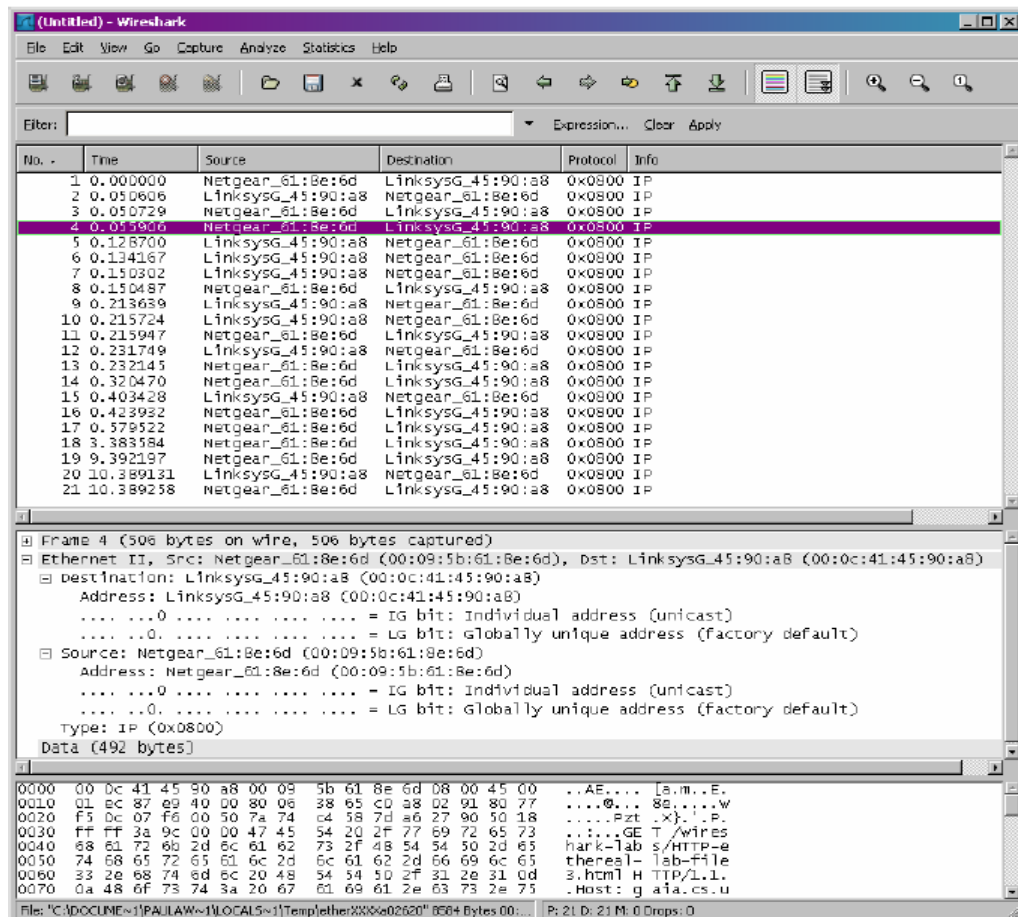 (Untitled) - Wireshark
File Edit View Go Capture Analyze Statistics Help
Filter: Expression... Clear Apply
No. - Time Source Destination Protocol Info
1 0.000000 Netgear_61:8e:6d LinksysG_45:90:a8 0x0800 IP
2 0.050606 LinksysG_45:90:a8 Netgear_61:8e:6d 0x0800 IP
3 0.050729 Netgear_61:8e:6d LinksysG_45:90:a8 0x0800 IP
4 0.055906 Netgear_61:8e:6d LinksysG_45:90:a8 0x0800 IP
5 0.128700 LinksysG_45:90:a8 Netgear_61:8e:6d 0x0800 IP
6 0.134167 LinksysG_45:90:a8 Netgear_61:8e:6d 0x0800 IP
7 0.150302 LinksysG_45:90:a8 Netgear_61:8e:6d 0x0800 IP
8 0.150487 Netgear_61:8e:6d LinksysG_45:90:a8 0x0800 IP
9 0.213639 LinksysG_45:90:a8 Netgear_61:8e:6d 0x0800 IP
10 0.215724 LinksysG_45:90:a8 Netgear_61:8e:6d 0x0800 IP
11 0.215947 Netgear_61:8e:6d LinksysG_45:90:a8 0x0800 IP
12 0.231749 LinksysG_45:90:a8 Netgear_61:8e:6d 0x0800 IP
13 0.232145 Netgear_61:8e:6d LinksysG_45:90:a8 0x0800 IP
14 0.320470 Netgear_61:8e:6d LinksysG_45:90:a8 0x0800 IP
15 0.403428 LinksysG_45:90:a8 Netgear_61:8e:6d 0x0800 IP
16 0.423932 Netgear_61:8e:6d LinksysG_45:90:a8 0x0800 IP
17 0.579522 Netgear_61:8e:6d LinksysG_45:90:a8 0x0800 IP
18 3.383584 Netgear_61:8e:6d LinksysG_45:90:a8 0x0800 IP
19 9.392197 Netgear_61:8e:6d LinksysG_45:90:a8 0x0800 IP
20 10.389131 LinksysG_45:90:a8 Netgear_61:8e:6d 0x0800 IP
21 10.389258 Netgear_61:8e:6d LinksysG_45:90:a8 0x0800 IP
Frame 4 (506 bytes on wire, 506 bytes captured)
Ethernet II, Src: Netgear_61:8e:6d (00:09:5b:61:8e:6d), Dst: LinksysG_45:90:a8 (00:0c:41:45:90:a8)
Destination: LinksysG_45:90:a8 (00:0c:41:45:90:a8)
Address: LinksysG_45:90:a8 (00:0c:41:45:90:a8)
.... ...0 .... .... .... .... = IG bit: Individual address (unicast)
.... ..0. .... .... .... .... = LG bit: Globally unique address (factory default)
Source: Netgear_61:8e:6d (00:09:5b:61:8e:6d)
Address: Netgear_61:8e:6d (00:09:5b:61:8e:6d)
.... ...0 .... .... .... .... = IG bit: Individual address (unicast)
.... ..0. .... .... .... .... = LG bit: Globally unique address (factory default)
Type: IP (0x0800)
Data (492 bytes)
0000 00 0c 41 45 90 a8 00 09 5b 61 8e 6d 08 00 45 00 ..AE.... [a.m..E.
0010 01 ec 87 e9 40 00 80 06 38 65 c0 a8 02 91 80 77 ....@... 8e.....w
0020 f5 0c 07 f6 00 50 7a 74 c4 58 7d a6 27 90 50 18 .....Pzt .X}.'.P.
0030 ff ff 3a 9c 00 00 47 45 54 20 2f 77 69 72 65 73 ..:...GE T /wires
0040 68 61 72 6b 2d 6c 61 62 73 2f 48 54 54 50 2d 65 hark-lab s/HTTP-e
0050 74 68 65 72 65 61 6c 2d 6c 61 62 2d 66 69 6c 65 thereal- lab-file
0060 33 2e 68 74 6d 6c 20 48 54 54 50 2f 31 2e 31 0d 3.html H TTP/1.1.
0070 0a 48 6f 73 74 3a 20 67 61 69 61 2e 63 73 2e 75 .Host: g aia.cs.u
File: "C:\DOCUME~1\PAULAW~1\LOCALS~1\Temp\etherXXXXa02620" 8584 Bytes 00:... P: 21 D: 21 M: 0 Drops: 0